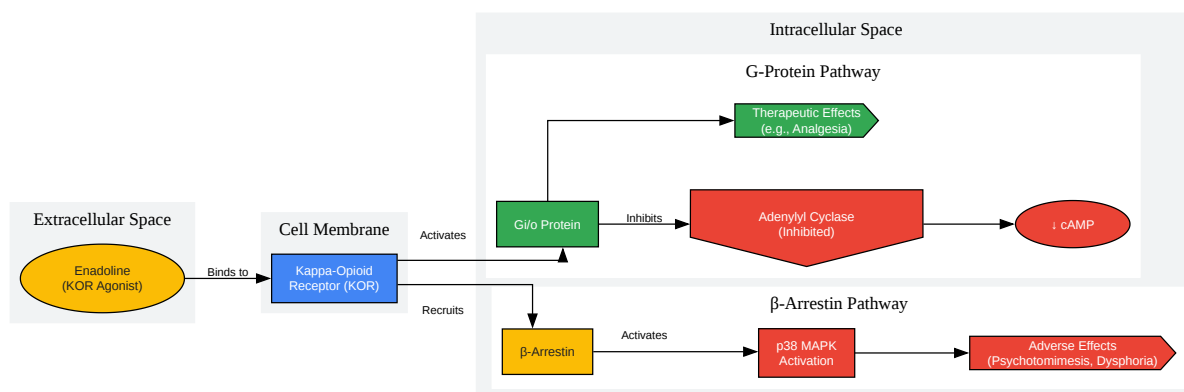 Intracellular Space
G-Protein Pathway
Therapeutic Effects
(e.g., Analgesia)
Extracellular Space
Cell Membrane
Activates
Gi/o Protein
Inhibits
Adenylyl Cyclase
(Inhibited)
↓ cAMP
Enadoline
(KOR Agonist)
Binds to
Kappa-Opioid
Receptor (KOR)
Recruits
β-Arrestin Pathway
β-Arrestin
Activates
p38 MAPK
Activation
Adverse Effects
(Psychotomimesis, Dysphoria)